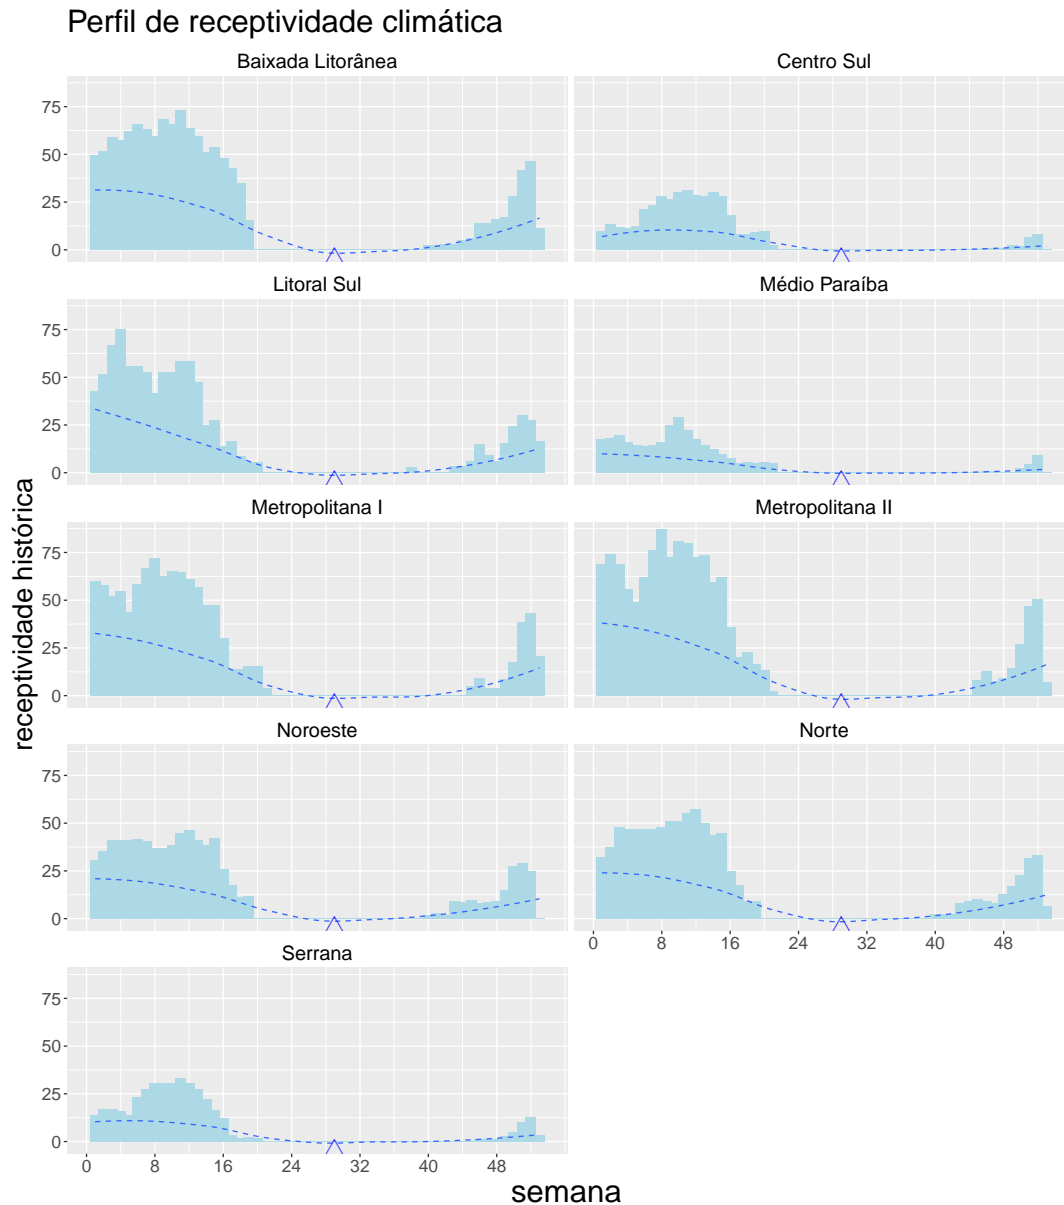 Perfil de receptividade climática
Baixada Litorânea
Centro Sul
75
50
25
0
Litoral Sul
Médio Paraíba
75
50
25
0
Metropolitana I
Metropolitana II
75
50
25
0
Noroeste
Norte
75
50
25
0
0 8 16 24 32 40 48
Serrana
75
50
25
0
0 8 16 24 32 40 48
receptividade histórica
semana